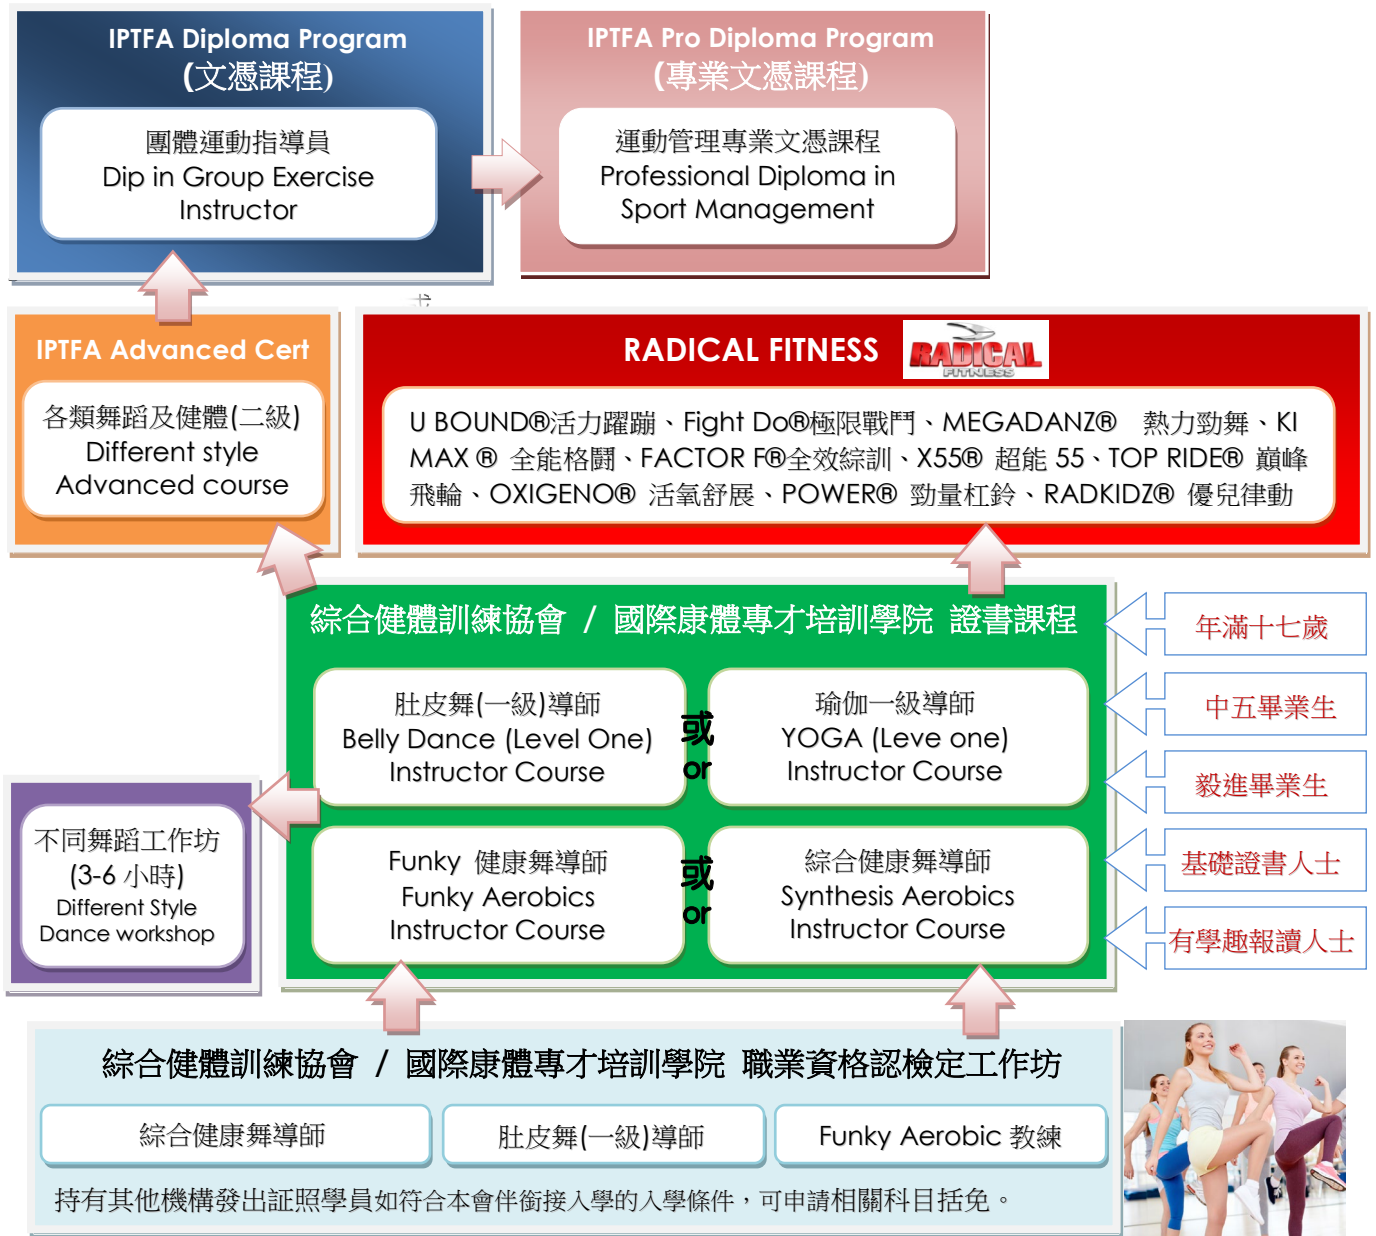 IPTFA Diploma Program
(文憑課程)
團體運動指導員
Dip in Group Exercise
Instructor
IPTFA Pro Diploma Program
(專業文憑課程)
運動管理專業文憑課程
Professional Diploma in
Sport Management
IPTFA Advanced Cert
各類舞蹈及健體(二級)
Different style
Advanced course
RADICAL FITNESS
RADICAL
FITNESS
U BOUND®活力躍蹦、Fight Do®極限戰鬥、MEGADANZ® 熱力勁舞、KI
MAX ® 全能格鬪、FACTOR F®全效綜訓、X55® 超能 55、TOP RIDE® 巔峰
飛輪、OXIGENO® 活氧舒展、POWER® 勁量杠鈴、RADKIDZ® 優兒律動
綜合健體訓練協會 / 國際康體專才培訓學院 證書課程
肚皮舞(一級)導師
Belly Dance (Level One)
Instructor Course
或
or
瑜伽一級導師
YOGA (Leve one)
Instructor Course
Funky 健康舞導師
Funky Aerobics
Instructor Course
或
or
綜合健康舞導師
Synthesis Aerobics
Instructor Course
年滿十七歲
中五畢業生
毅進畢業生
基礎證書人士
有學趣報讀人士
不同舞蹈工作坊
(3-6 小時)
Different Style
Dance workshop
綜合健體訓練協會 / 國際康體專才培訓學院 職業資格認檢定工作坊
綜合健康舞導師
肚皮舞(一級)導師
Funky Aerobic 教練
持有其他機構發出証照學員如符合本會伴銜接入學的入學條件，可申請相關科目括免。